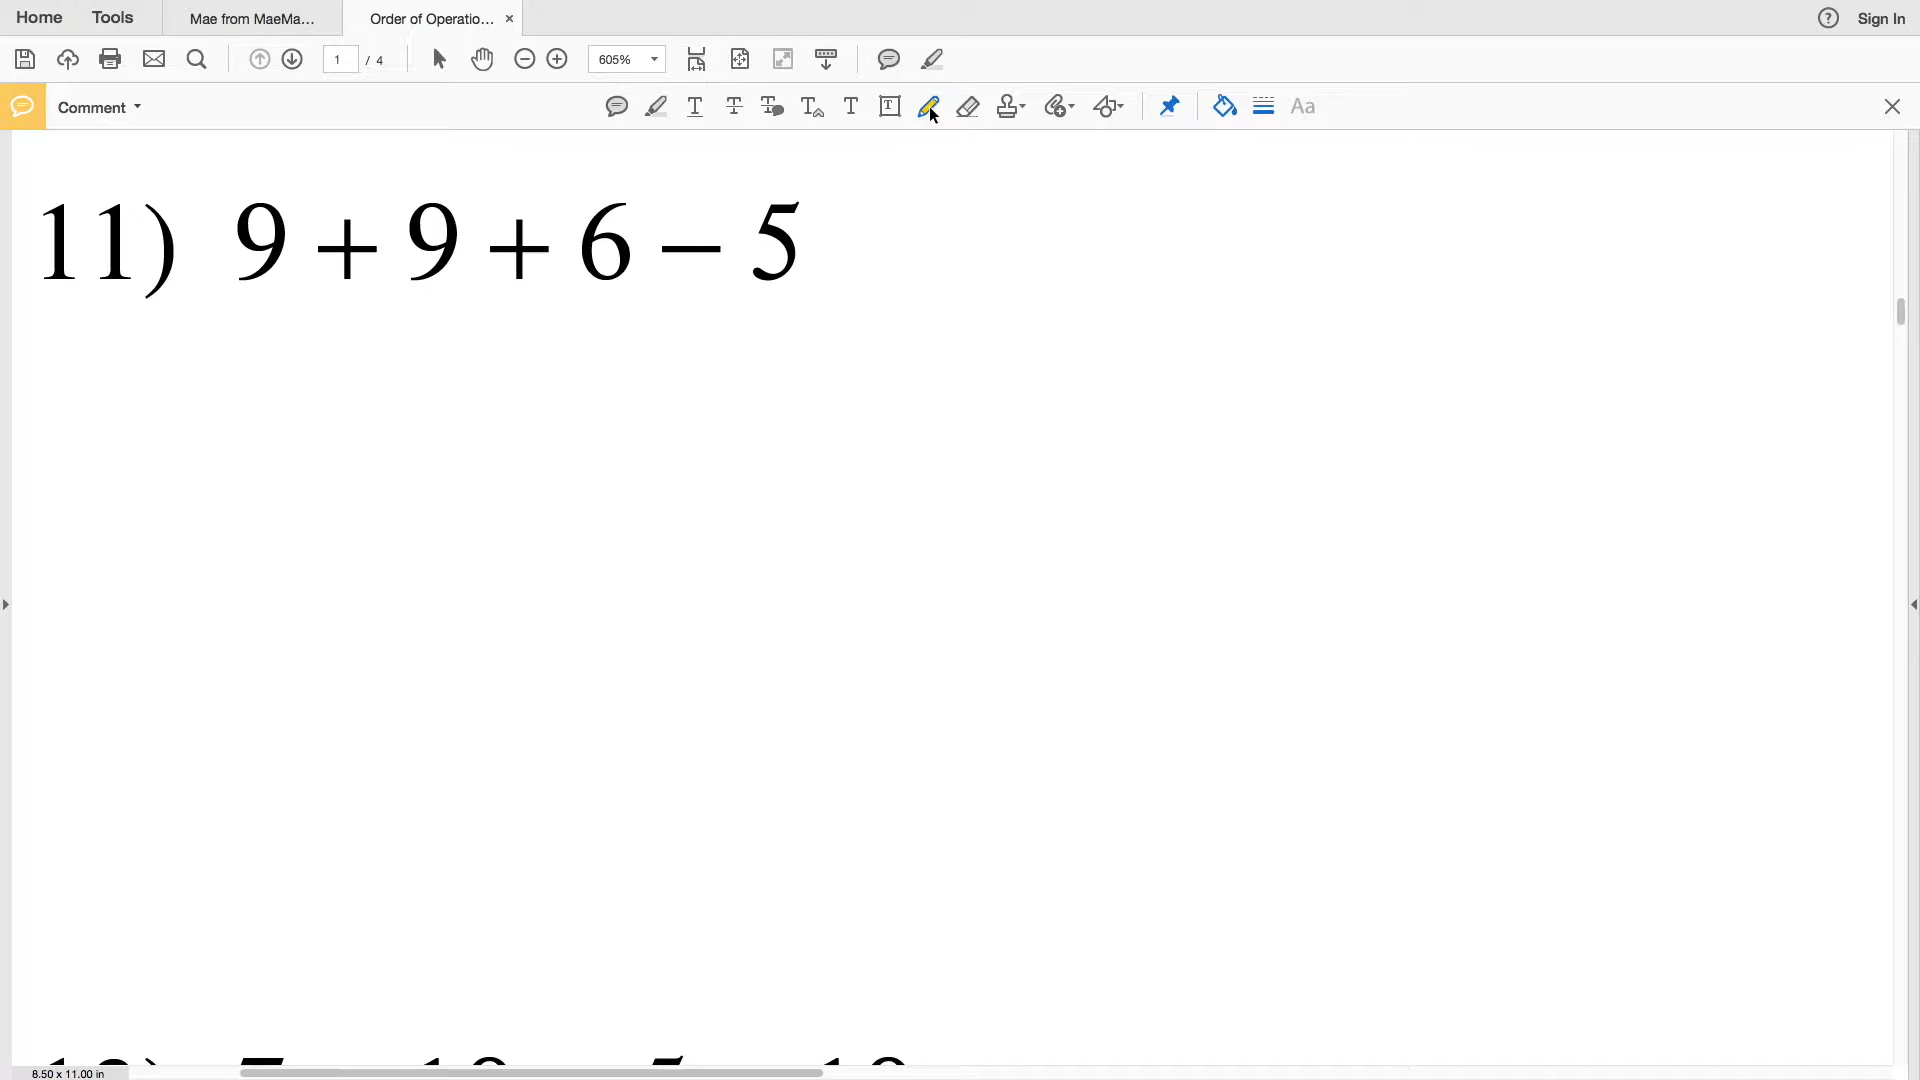 Home Tools Mae from MaeMa... Order of Operatio... × ? Sign In
1 / 4 605%
Comment Aa
11) 9 + 9 + 6 − 5
8.50 x 11.00 in